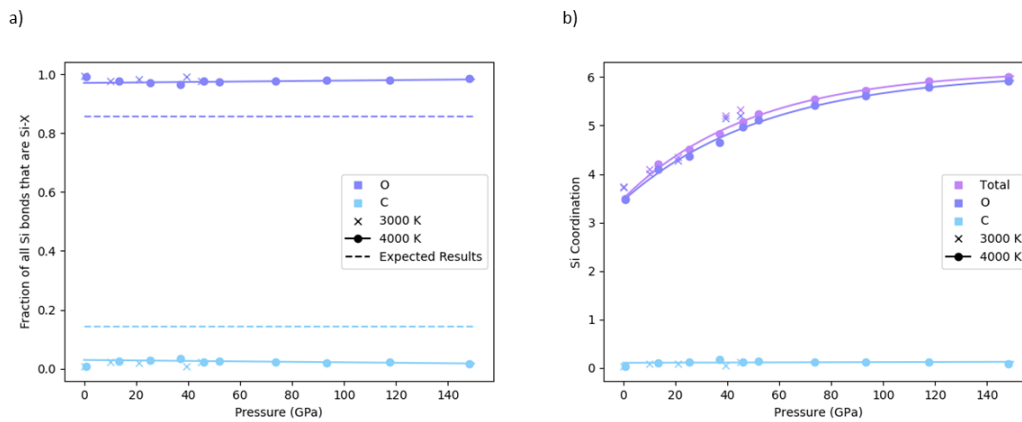 a)
1.0
0.8
0.6
0.4
0.2
0.0
Fraction of all Si bonds that are Si-X
O
C
3000 K
4000 K
Expected Results
0
20
40
60
80
100
120
140
Pressure (GPa)
b)
6
5
4
3
2
1
0
Si Coordination
Total
O
C
3000 K
4000 K
0
20
40
60
80
100
120
140
Pressure (GPa)